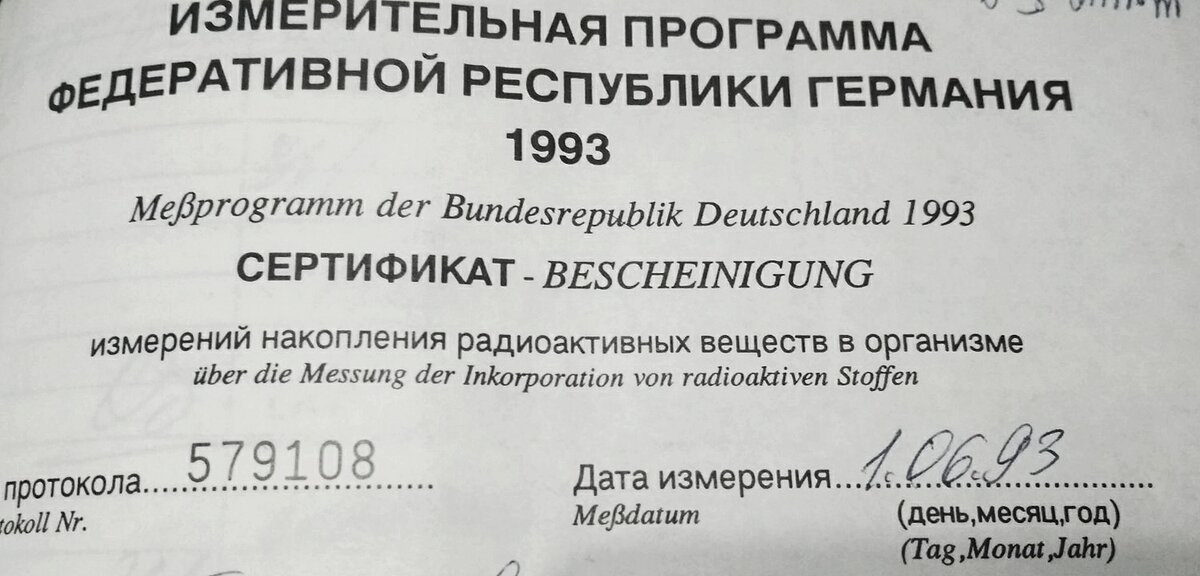 ИЗМЕРИТЕЛЬНАЯ ПРОГРАММА
ФЕДЕРАТИВНОЙ РЕСПУБЛИКИ ГЕРМАНИЯ
1993
Meßprogramm der Bundesrepublik Deutschland 1993
СЕРТИФИКАТ - BESCHEINIGUNG
измерений накопления радиоактивных веществ в организме
über die Messung der Inkorporation von radioaktiven Stoffen
протокола.....579108..... Дата измерения...1.06.93.....
tokoll Nr. Meßdatum (день,месяц,год)
(Tag,Monat,Jahr)